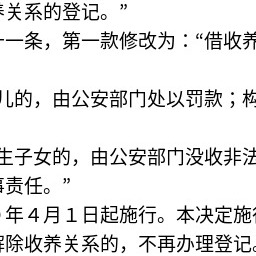 养关系的登记。”
十一条，第一款修改为：“借收养
儿的，由公安部门处以罚款；构
生子女的，由公安部门没收非法
事责任。”
年４月１日起施行。本决定施行
解除收养关系的，不再办理登记。